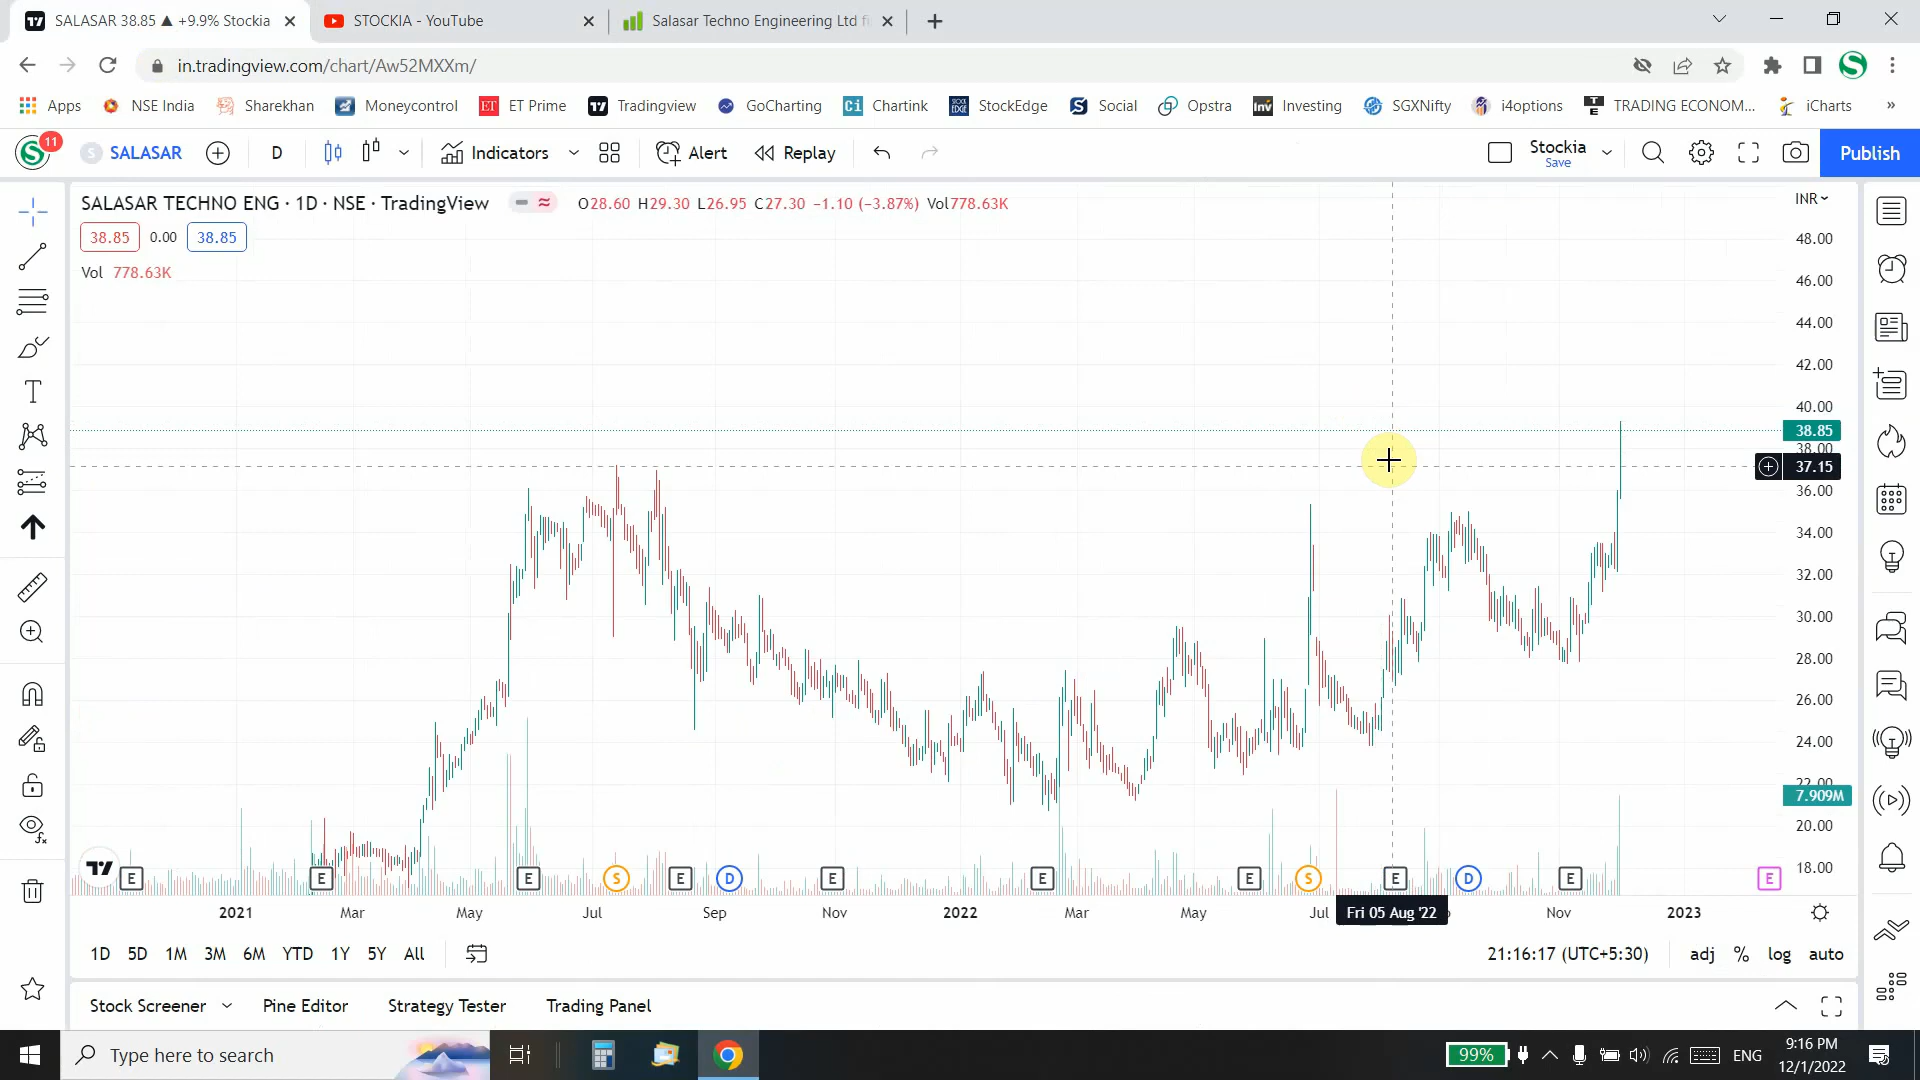 SALASAR 38.85 ▲ +9.9% Stockia
STOCKIA - YouTube
Salasar Techno Engineering Ltd fi
in.tradingview.com/chart/Aw52MXXm/
Apps
NSE India
Sharekhan
Moneycontrol
ET Prime
Tradingview
GoCharting
Chartink
StockEdge
Social
Opstra
Investing
SGXNifty
i4options
TRADING ECONOM...
iCharts
11
SALASAR
D
Indicators
Alert
Replay
Stockia
Save
Publish
SALASAR TECHNO ENG · 1D · NSE · TradingView
O28.60 H29.30 L26.95 C27.30 −1.10 (−3.87%) Vol778.63K
INR
38.85 0.00 38.85
Vol 778.63K
48.00
46.00
44.00
42.00
40.00
38.85
38.00
37.15
36.00
34.00
32.00
30.00
28.00
26.00
24.00
22.00
7.909M
20.00
18.00
E E E S E D E E E S E D E E
2021 Mar May Jul Sep Nov 2022 Mar May Jul Fri 05 Aug '22 Nov 2023
1D 5D 1M 3M 6M YTD 1Y 5Y All
21:16:17 (UTC+5:30) adj % log auto
Stock Screener Pine Editor Strategy Tester Trading Panel
Type here to search
99%
ENG
9:16 PM
12/1/2022